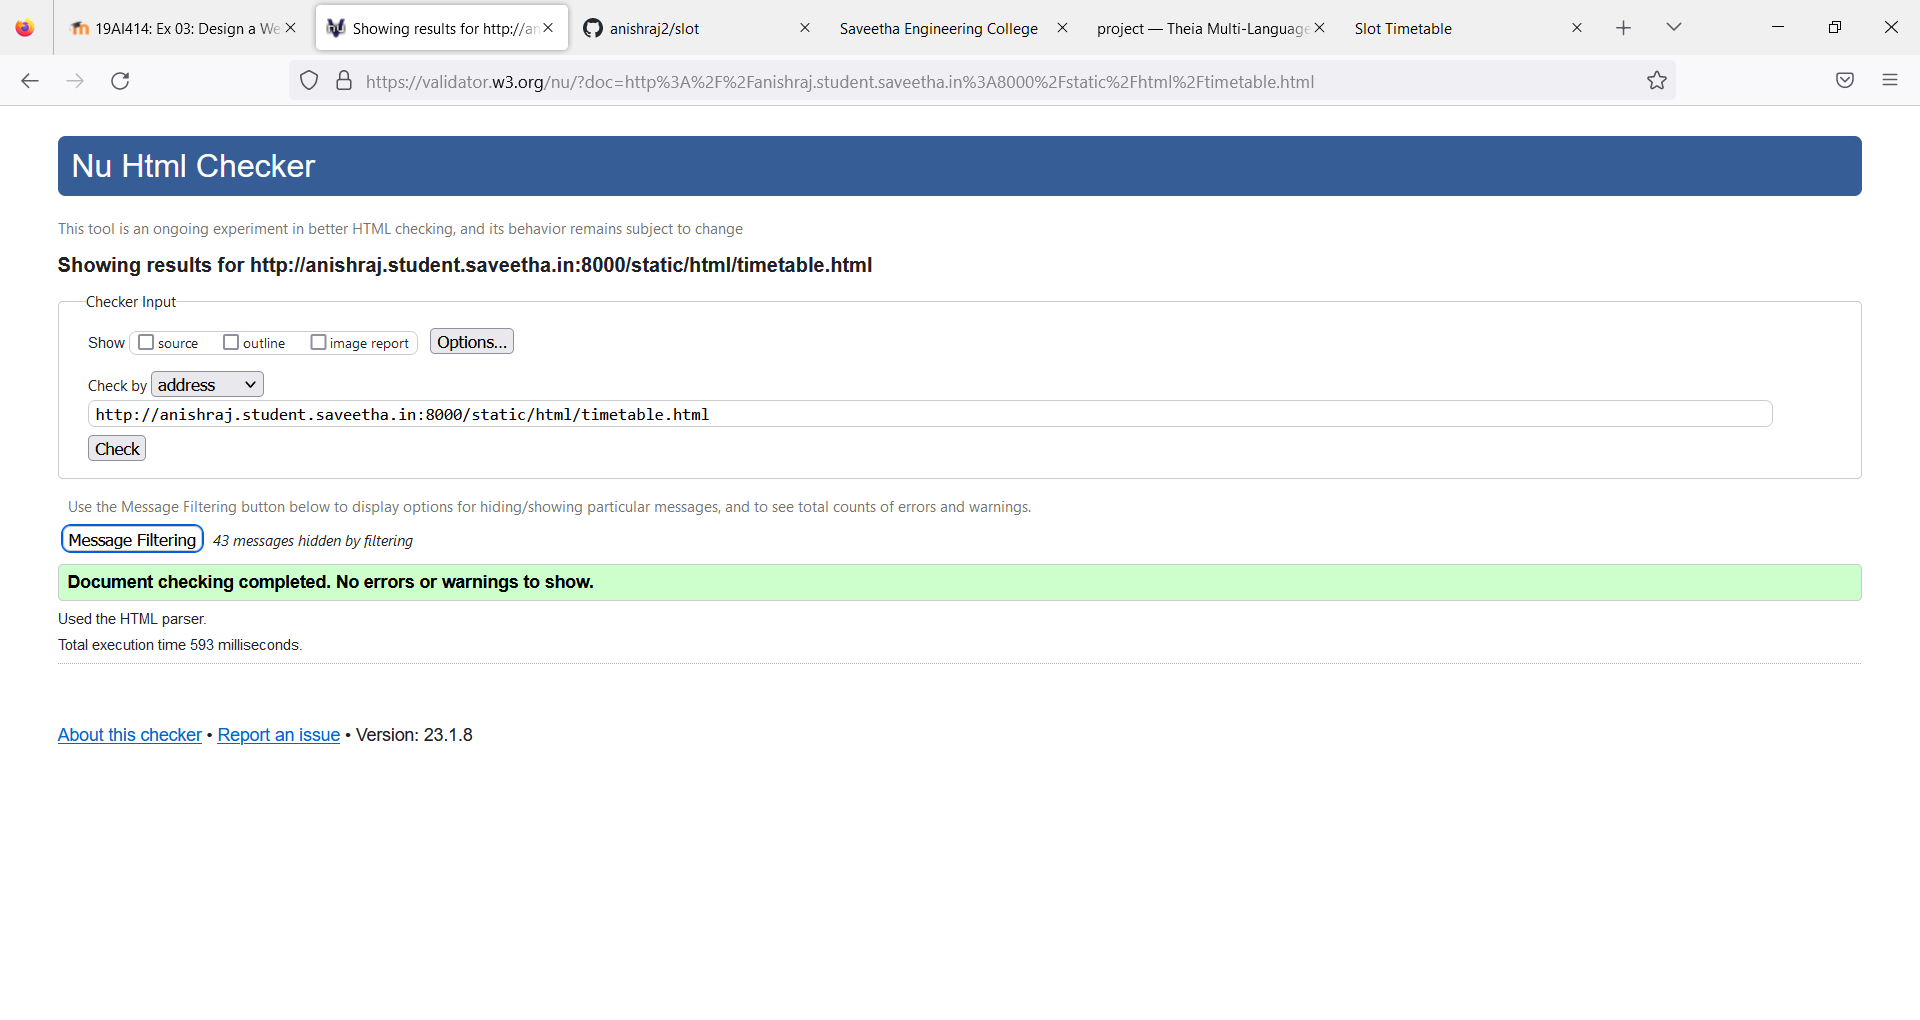 19AI414: Ex 03: Design a We
Showing results for http://an
anishraj2/slot
Saveetha Engineering College
project — Theia Multi-Language
Slot Timetable
https://validator.w3.org/nu/?doc=http%3A%2F%2Fanishraj.student.saveetha.in%3A8000%2Fstatic%2Fhtml%2Ftimetable.html
Nu Html Checker
This tool is an ongoing experiment in better HTML checking, and its behavior remains subject to change
Showing results for http://anishraj.student.saveetha.in:8000/static/html/timetable.html
Checker Input
Show source outline image report Options...
Check by address
http://anishraj.student.saveetha.in:8000/static/html/timetable.html
Check
Use the Message Filtering button below to display options for hiding/showing particular messages, and to see total counts of errors and warnings.
Message Filtering 43 messages hidden by filtering
Document checking completed. No errors or warnings to show.
Used the HTML parser.
Total execution time 593 milliseconds.
About this checker • Report an issue • Version: 23.1.8